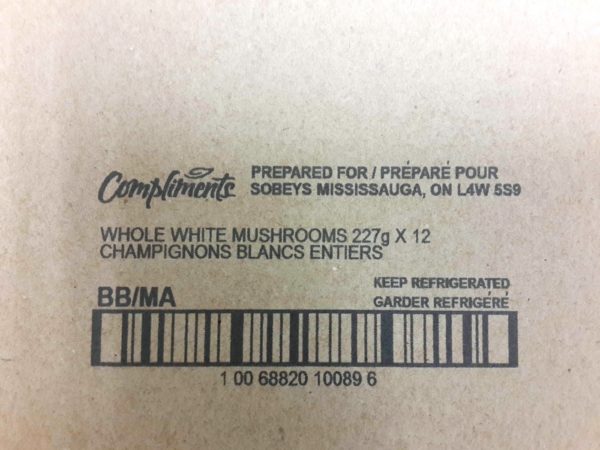 Compliments
PREPARED FOR / PRÉPARÉ POUR
SOBEYS MISSISSAUGA, ON L4W 5S9
WHOLE WHITE MUSHROOMS 227g X 12
CHAMPIGNONS BLANCS ENTIERS
KEEP REFRIGERATED
GARDER REFRIGÉRÉ
BB/MA
1 00 68820 10089 6